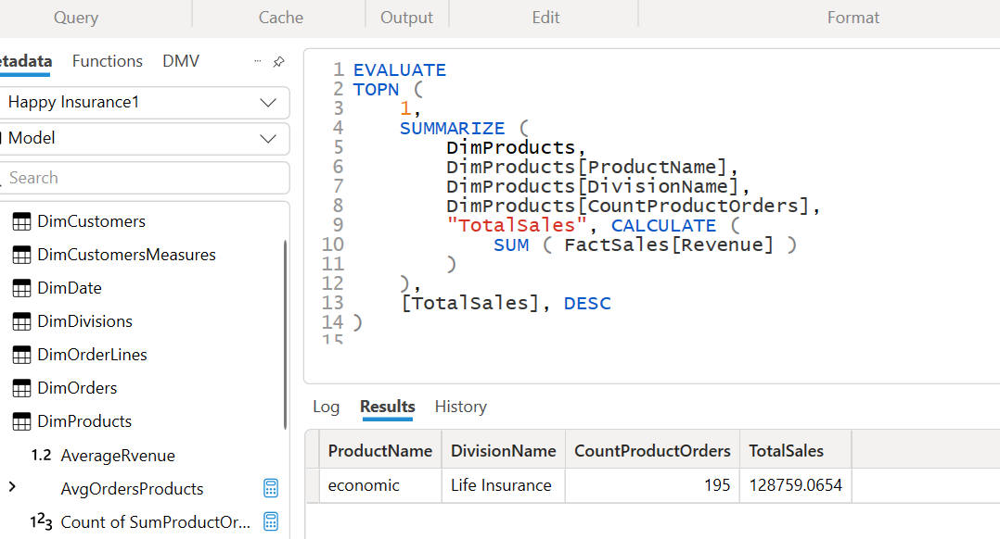 Query Cache Output Edit Format
etadata Functions DMV ...
Happy Insurance1
Model
Search
DimCustomers
DimCustomersMeasures
DimDate
DimDivisions
DimOrderLines
DimOrders
DimProducts
1.2 AverageRvenue
AvgOrdersProducts
1²3 Count of SumProductOr...
1 EVALUATE
2 TOPN (
3 1,
4 SUMMARIZE (
5 DimProducts,
6 DimProducts[ProductName],
7 DimProducts[DivisionName],
8 DimProducts[CountProductOrders],
9 "TotalSales", CALCULATE (
10 SUM ( FactSales[Revenue] )
11 )
12 ),
13 [TotalSales], DESC
14 )
15
Log Results History
ProductName DivisionName CountProductOrders TotalSales
economic Life Insurance 195 128759.0654